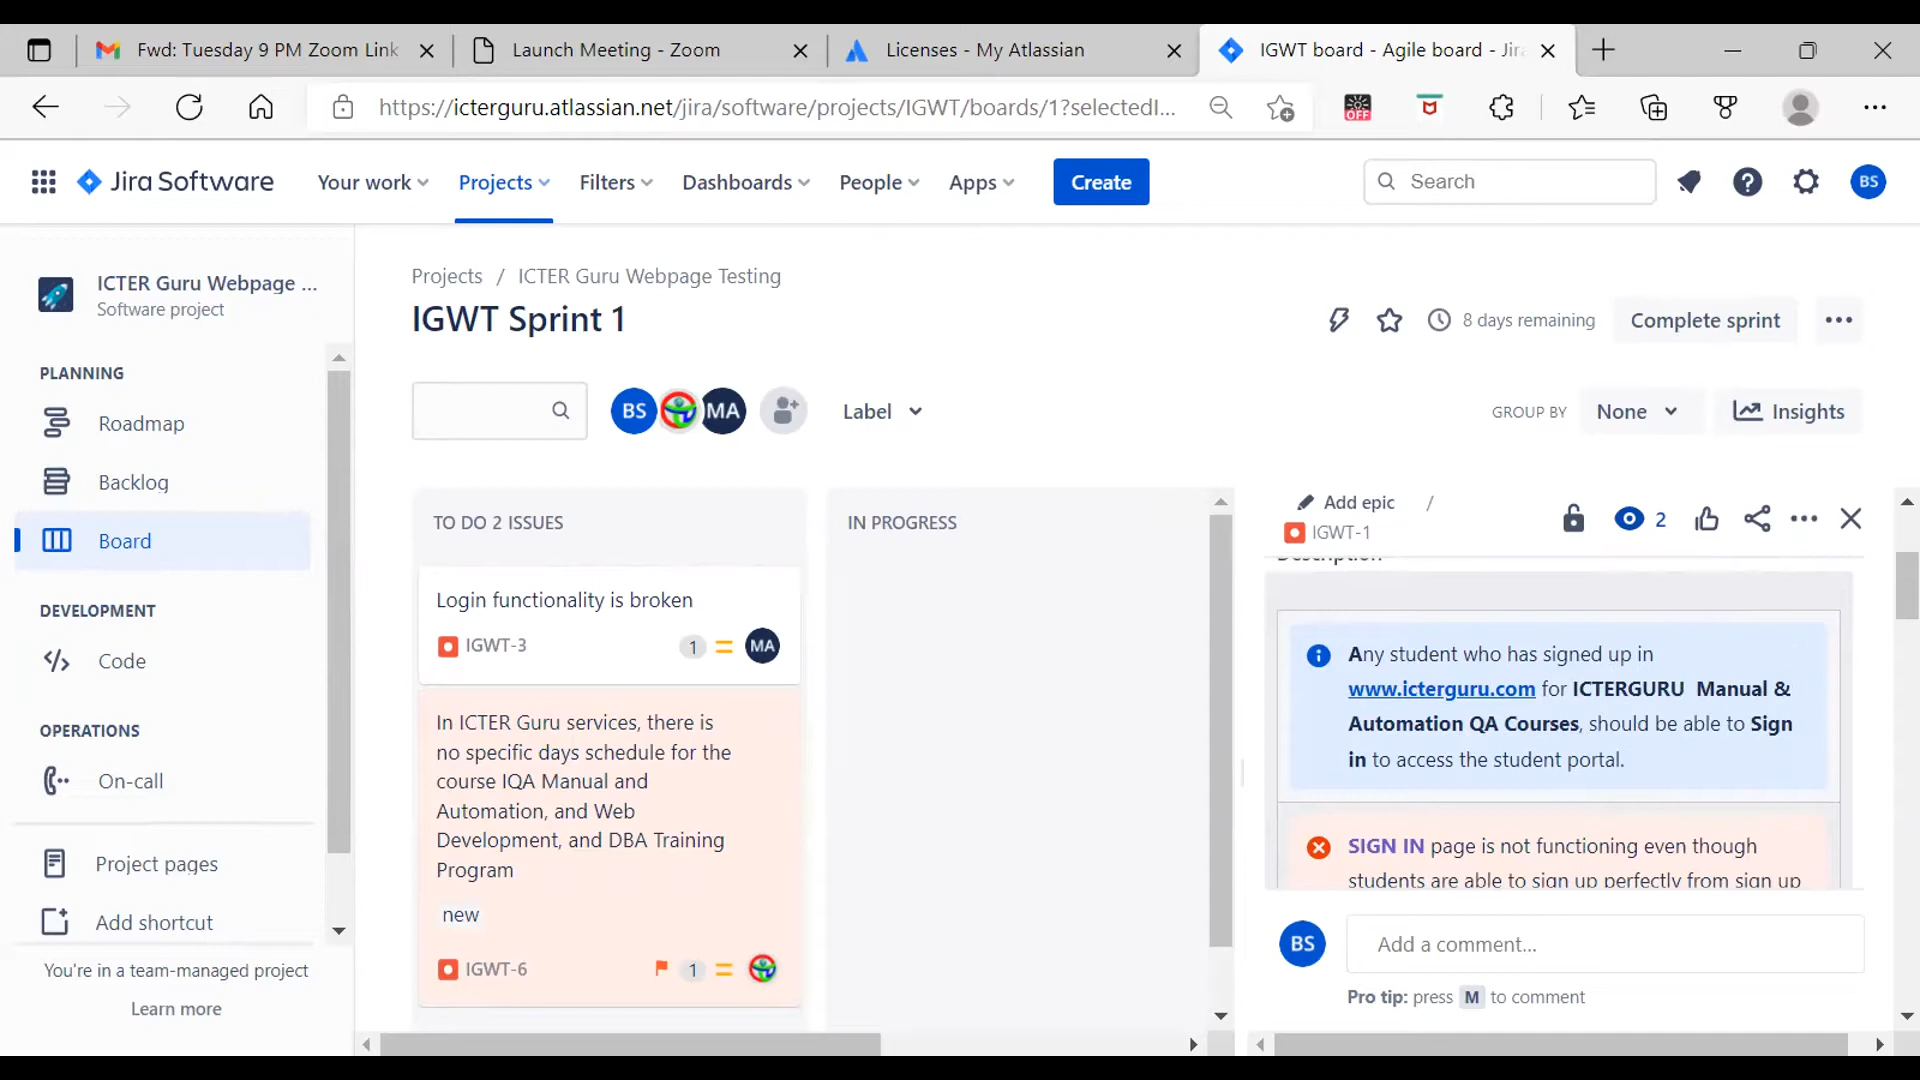 Fwd: Tuesday 9 PM Zoom Link
Launch Meeting - Zoom
Licenses - My Atlassian
IGWT board - Agile board - Jira
https://icterguru.atlassian.net/jira/software/projects/IGWT/boards/1?selectedI...
OFF
Jira Software
Your work
Projects
Filters
Dashboards
People
Apps
Create
Search
BS
ICTER Guru Webpage ...
Software project
PLANNING
Roadmap
Backlog
Board
DEVELOPMENT
Code
OPERATIONS
On-call
Project pages
Add shortcut
You're in a team-managed project
Learn more
Projects / ICTER Guru Webpage Testing
IGWT Sprint 1
8 days remaining
Complete sprint
BS
MA
Label
GROUP BY
None
Insights
TO DO 2 ISSUES
Login functionality is broken
IGWT-3
1
MA
In ICTER Guru services, there is
no specific days schedule for the
course IQA Manual and
Automation, and Web
Development, and DBA Training
Program
new
IGWT-6
1
IN PROGRESS
Add epic /
IGWT-1
2
Description
Any student who has signed up in
www.icterguru.com for ICTERGURU Manual &
Automation QA Courses, should be able to Sign
in to access the student portal.
SIGN IN page is not functioning even though
students are able to sign up perfectly from sign up
BS
Add a comment...
Pro tip: press M to comment